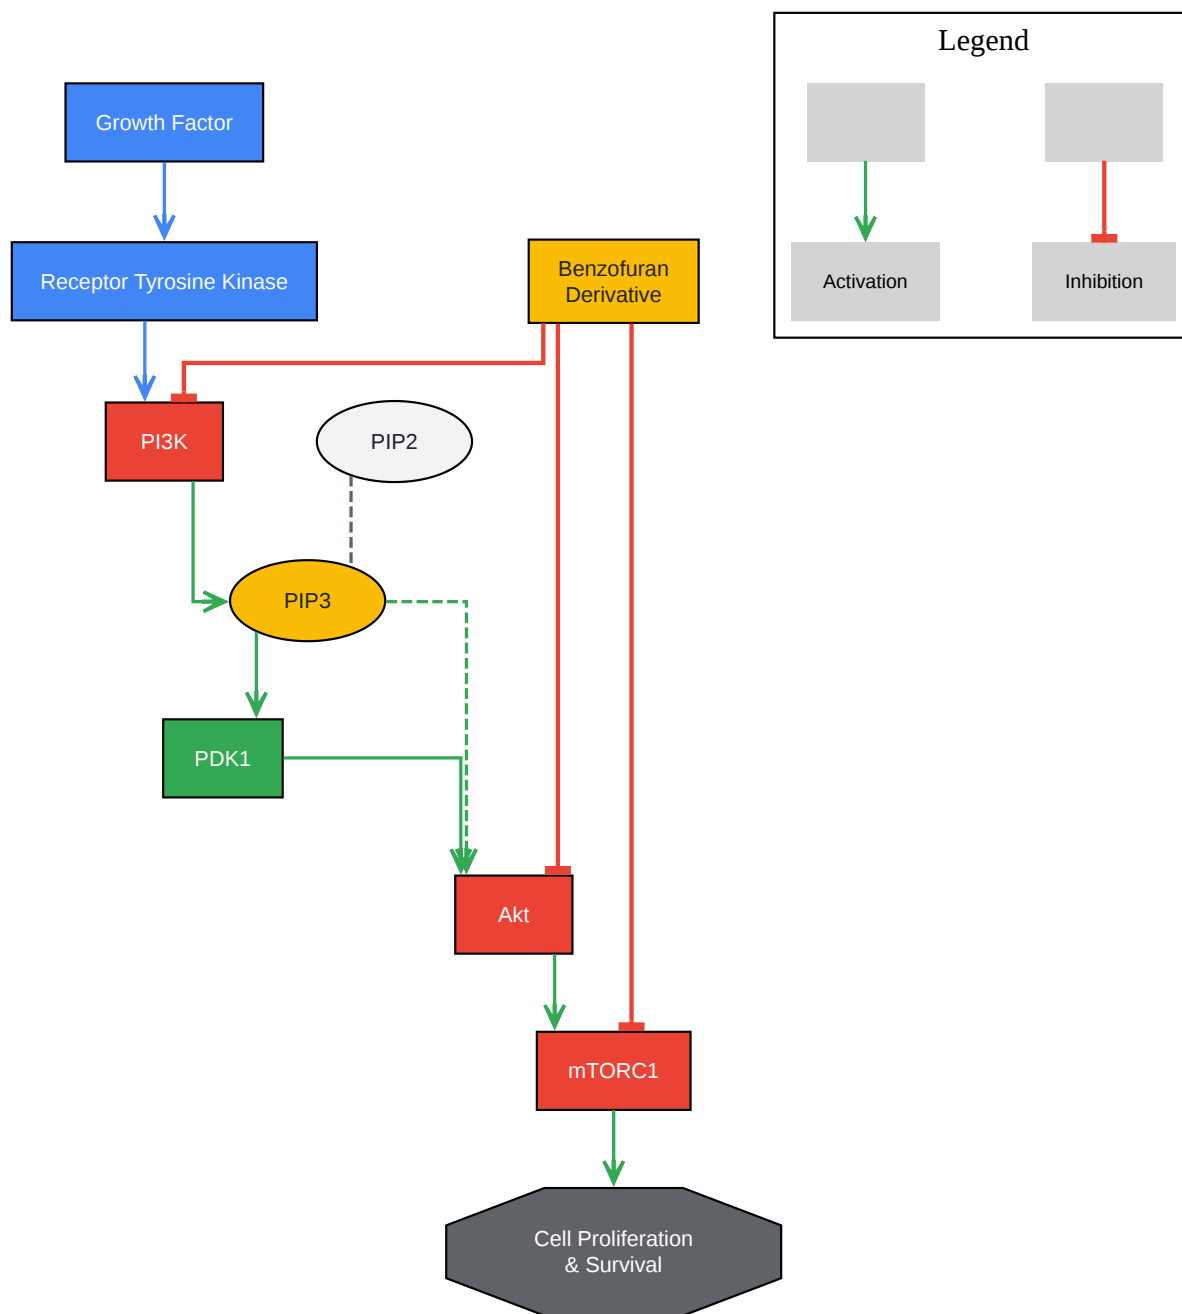 Legend
Growth Factor
Receptor Tyrosine Kinase
Benzofuran
Derivative
Activation
Inhibition
PI3K
PIP2
PIP3
PDK1
Akt
mTORC1
Cell Proliferation
& Survival